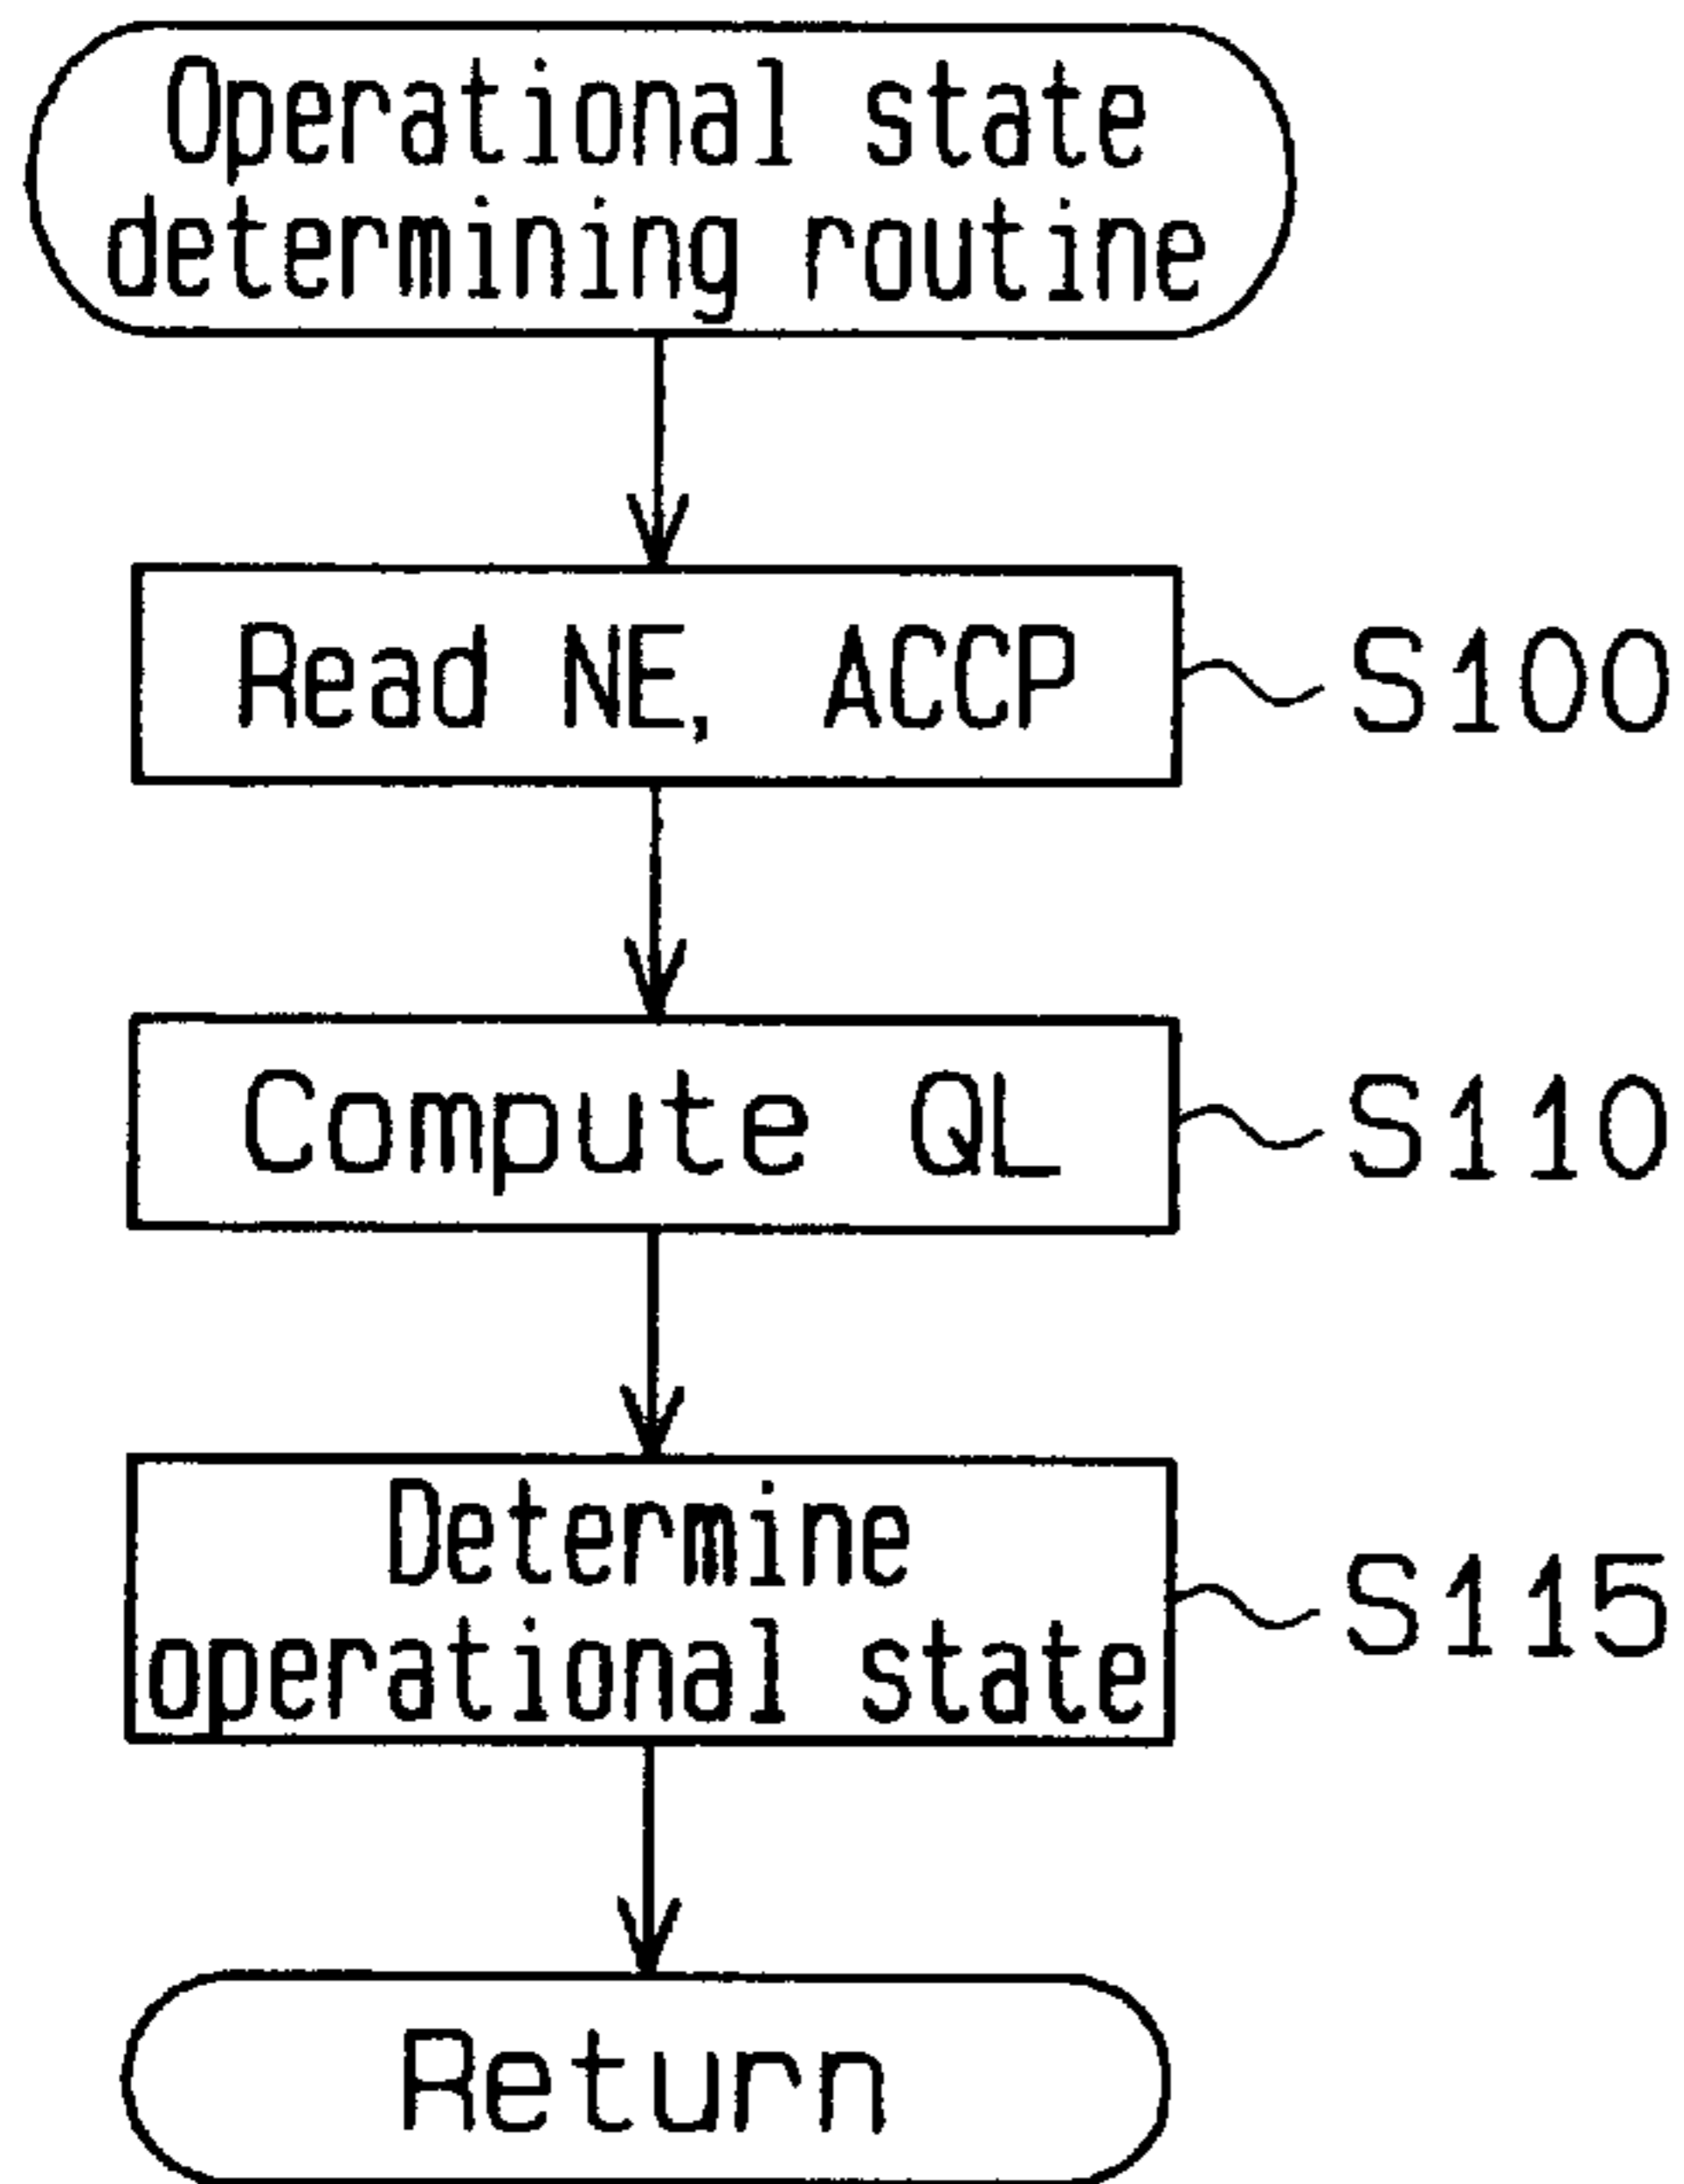 Operational state
determining routine
Read NE, ACCP
S100
Compute QL
S110
Determine
operational state
S115
Return